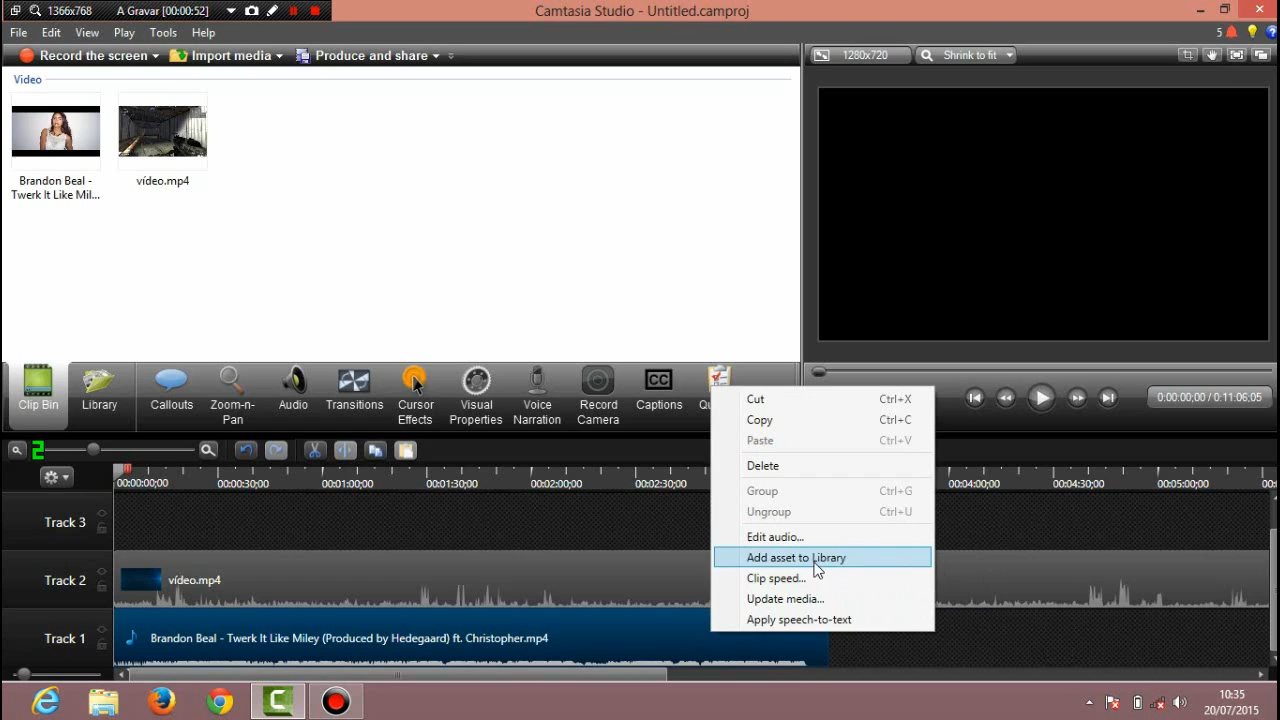 1366x768
A Gravar [00:00:52]
Camtasia Studio - Untitled.camproj
File Edit View Play Tools Help
5
Record the screen
Import media
Produce and share
1280x720
Shrink to fit
Video
Brandon Beal -
Twerk It Like Mil...
vídeo.mp4
Clip Bin
Library
Callouts
Zoom-n-
Pan
Audio
Transitions
Cursor
Effects
Visual
Properties
Voice
Narration
Record
Camera
CC
Captions
Qu
0:00:00;00 / 0:11:06:05
Cut Ctrl+X
Copy Ctrl+C
Paste Ctrl+V
Delete
Group Ctrl+G
Ungroup Ctrl+U
Edit audio...
Add asset to Library
Clip speed...
Update media...
Apply speech-to-text
2
00:00:00;00 00:00:30;00 00:01:00;00 00:01:30;00 00:02:00;00 00:02:30;00 00:04:00;00 00:04:30;00 00:05:00;00 00:
Track 3
Track 2
vídeo.mp4
Track 1
Brandon Beal - Twerk It Like Miley (Produced by Hedegaard) ft. Christopher.mp4
10:35
20/07/2015